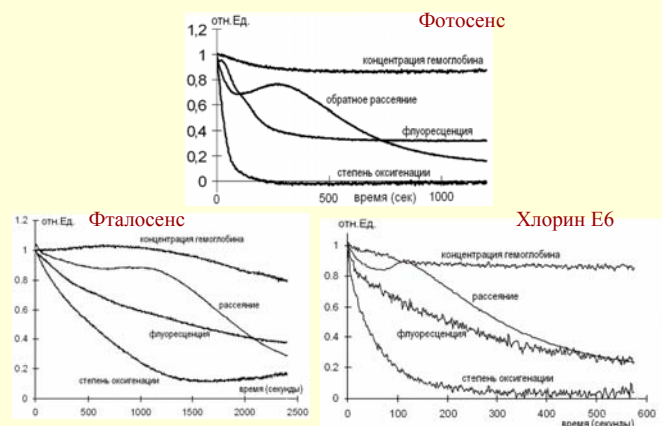 Фотосенс
отн.Ед.
1,2
1
0,8
0,6
0,4
0,2
0
концентрация гемоглобина
обратное рассеяние
флуоресценция
степень оксигенации
0 500 1000
время (сек)
Фталосенс
отн.Ед.
1.2
1
0.8
0.6
0.4
0.2
0
концентрация гемоглобина
рассеяние
флуоресценция
степень оксигенации
время (секунды)
0 500 1000 1500 2000 2500
Хлорин Е6
отн.Ед.
1.2
1
0.8
0.6
0.4
0.2
0
концентрация гемоглобина
рассеяние
флуоресценция
степень оксигенации
0 100 200 300 400 500 600
время (секунды)